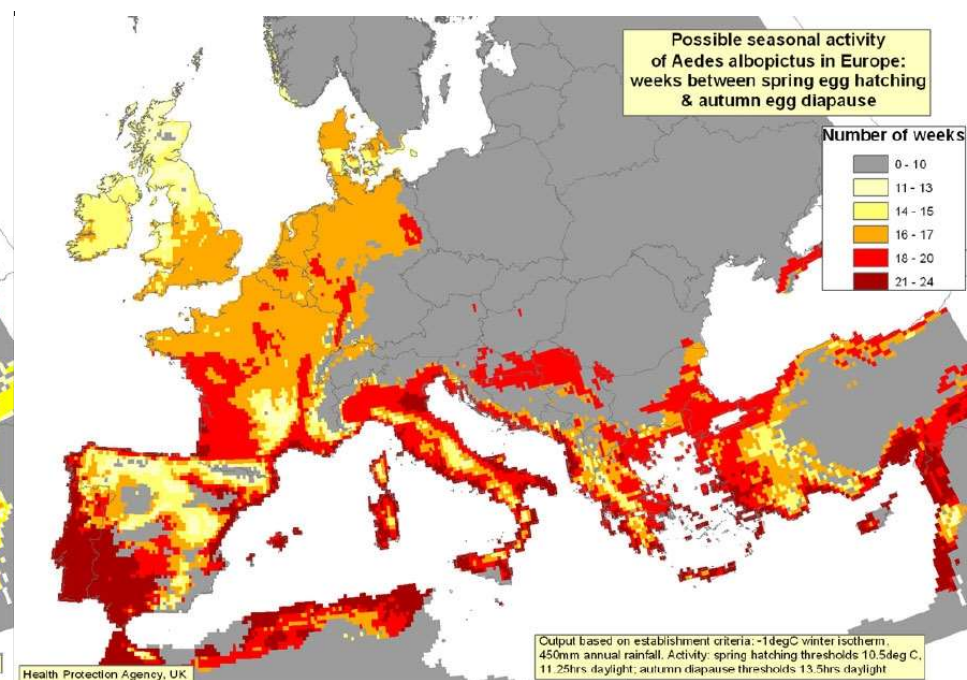 Possible seasonal activity
of Aedes albopictus in Europe:
weeks between spring egg hatching
& autumn egg diapause
Number of weeks
0 - 10
11 - 13
14 - 15
16 - 17
18 - 20
21 - 24
Output based on establishment criteria: -1degC winter isotherm,
450mm annual rainfall. Activity: spring hatching thresholds 10.5deg C,
11.25hrs daylight; autumn diapause thresholds 13.5hrs daylight
Health Protection Agency, UK